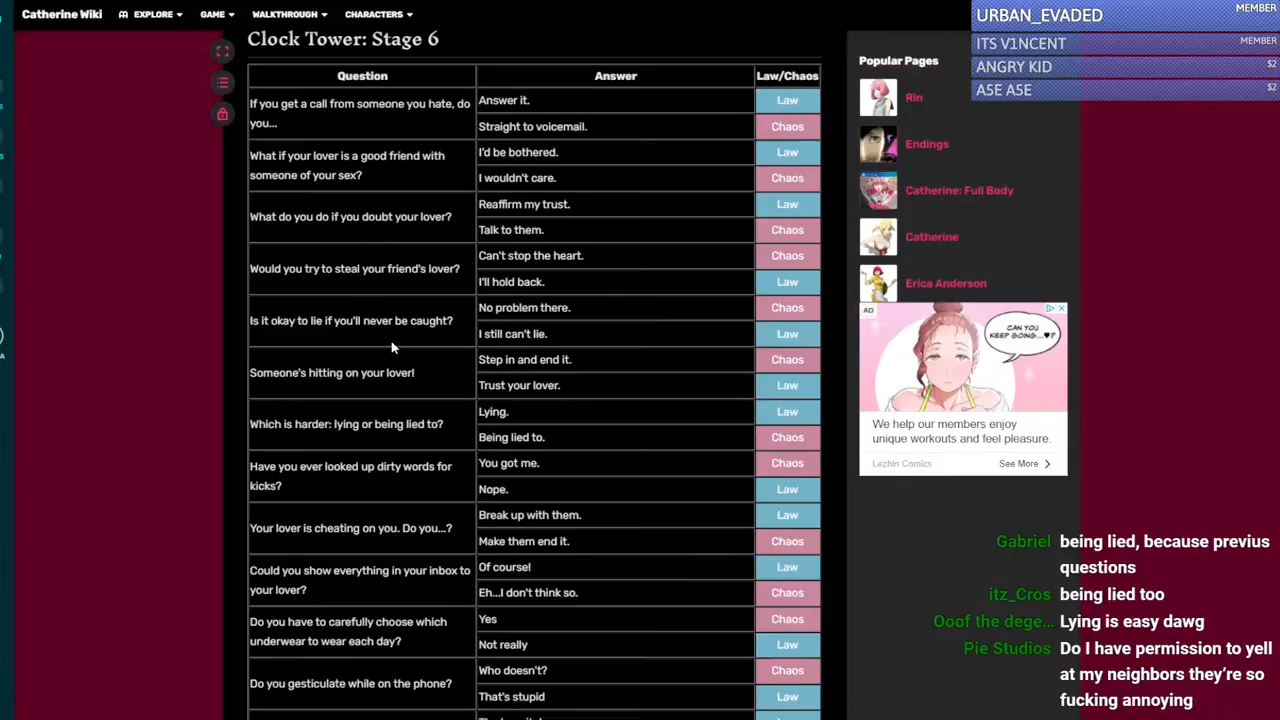 Catherine Wiki EXPLORE GAME WALKTHROUGH CHARACTERS
Clock Tower: Stage 6
Question Answer Law/Chaos
If you get a call from someone you hate, do
you...
Answer it. Law
Straight to voicemail. Chaos
What if your lover is a good friend with
someone of your sex?
I'd be bothered. Law
I wouldn't care. Chaos
What do you do if you doubt your lover?
Reaffirm my trust. Law
Talk to them. Chaos
Would you try to steal your friend's lover?
Can't stop the heart. Chaos
I'll hold back. Law
Is it okay to lie if you'll never be caught?
No problem there. Chaos
I still can't lie. Law
Someone's hitting on your lover!
Step in and end it. Chaos
Trust your lover. Law
Which is harder: lying or being lied to?
Lying. Law
Being lied to. Chaos
Have you ever looked up dirty words for
kicks?
You got me. Chaos
Nope. Law
Your lover is cheating on you. Do you...?
Break up with them. Law
Make them end it. Chaos
Could you show everything in your inbox to
your lover?
Of course! Law
Eh...I don't think so. Chaos
Do you have to carefully choose which
underwear to wear each day?
Yes Chaos
Not really Law
Do you gesticulate while on the phone?
Who doesn't? Chaos
That's stupid Law
Popular Pages
Rin
Endings
Catherine: Full Body
Catherine
Erica Anderson
AD
CAN YOU
KEEP GOING...♥?
We help our members enjoy
unique workouts and feel pleasure.
Lezhin Comics See More
URBAN_EVADED MEMBER
ITS V1NCENT MEMBER
ANGRY KID $2
A5E A5E $2
Gabriel being lied, because previus
questions
itz_Cros being lied too
Ooof the dege... Lying is easy dawg
Pie Studios Do I have permission to yell
at my neighbors they're so
fucking annoying